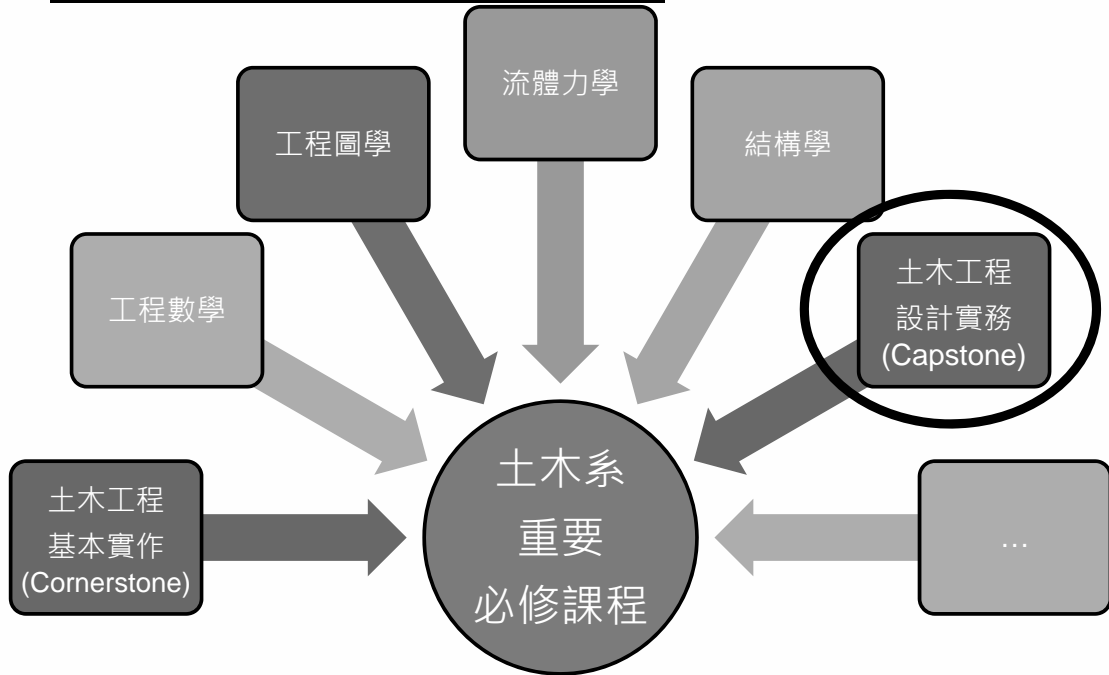 流體力學
工程圖學
結構學
工程數學
土木工程
設計實務
(Capstone)
土木工程
基本實作
(Cornerstone)
土木系
重要
必修課程
...